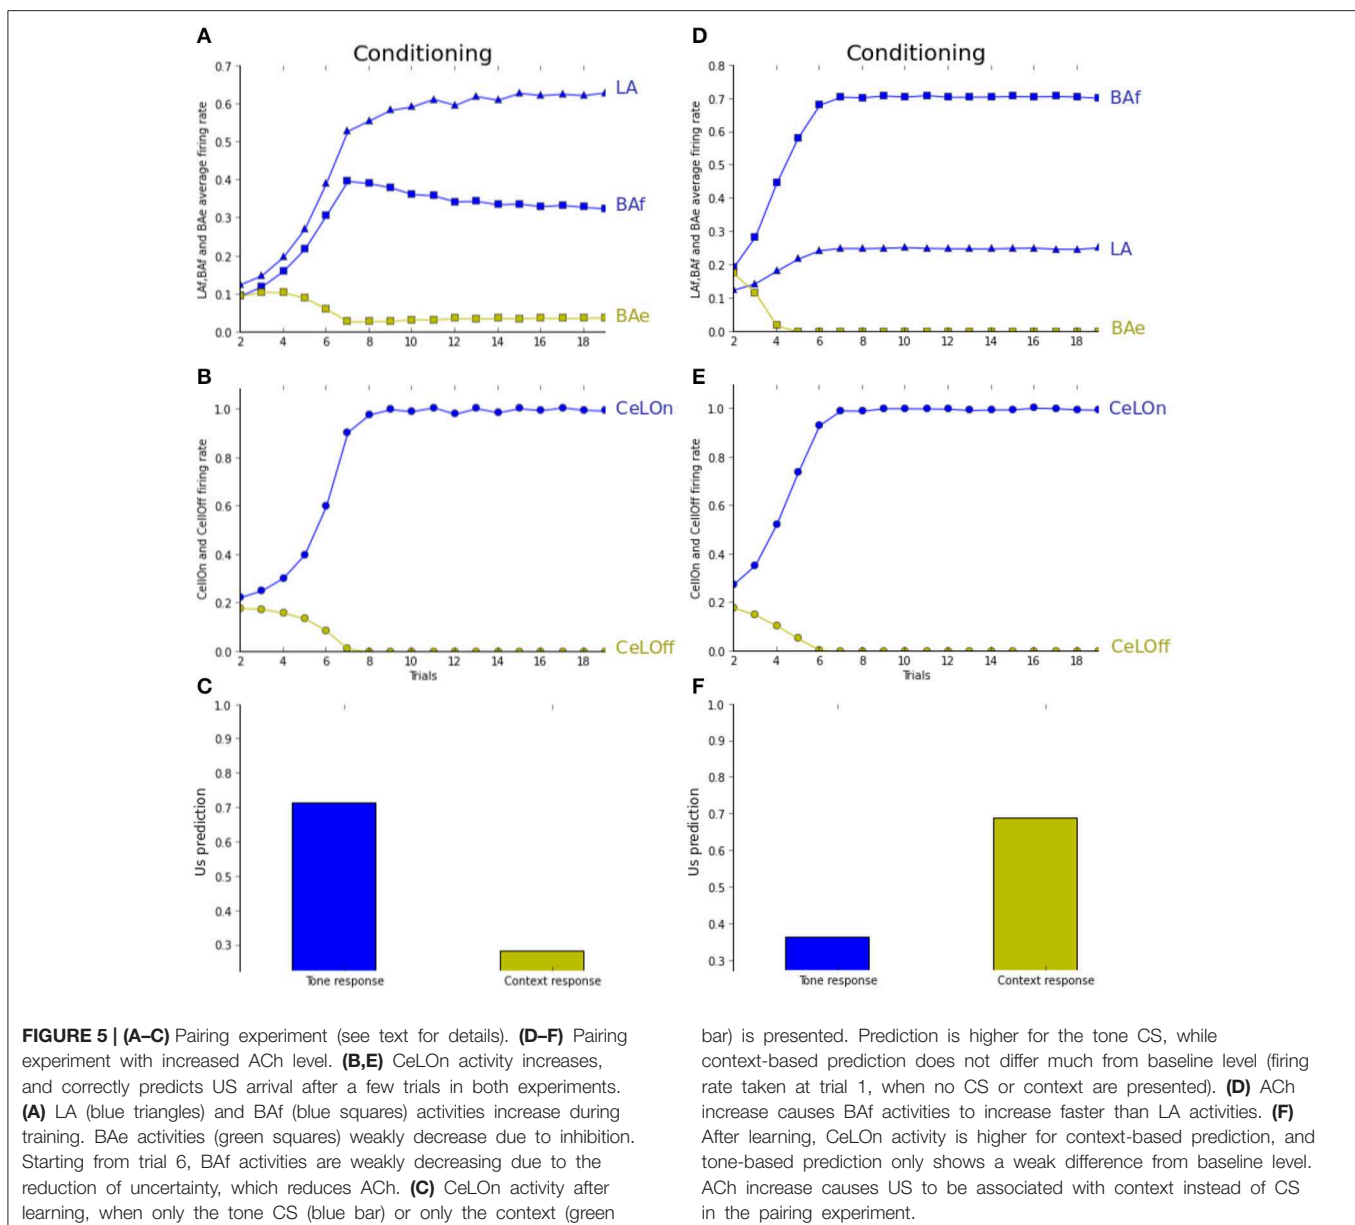 A
Conditioning
0.7
0.6
0.5
0.4
0.3
0.2
0.1
0.0
LAf,BAf and BAe average firing rate
LA
BAf
BAe
2 4 6 8 10 12 14 16 18
D
Conditioning
0.8
0.7
0.6
0.5
0.4
0.3
0.2
0.1
0.0
LAf,BAf and BAe average firing rate
BAf
LA
BAe
2 4 6 8 10 12 14 16 18
B
1.0
0.8
0.6
0.4
0.2
0.0
CellOn and CellOff firing rate
CeLOn
CeLOff
2 4 6 8 10 12 14 16 18
Trials
E
1.0
0.8
0.6
0.4
0.2
0.0
CellOn and CellOff firing rate
CeLOn
CeLOff
2 4 6 8 10 12 14 16 18
Trials
C
1.0
0.9
0.8
0.7
0.6
0.5
0.4
0.3
Us prediction
Tone response Context response
F
1.0
0.9
0.8
0.7
0.6
0.5
0.4
0.3
Us prediction
Tone response Context response
FIGURE 5 | (A–C) Pairing experiment (see text for details). (D–F) Pairing
experiment with increased ACh level. (B,E) CeLOn activity increases,
and correctly predicts US arrival after a few trials in both experiments.
(A) LA (blue triangles) and BAf (blue squares) activities increase during
training. BAe activities (green squares) weakly decrease due to inhibition.
Starting from trial 6, BAf activities are weakly decreasing due to the
reduction of uncertainty, which reduces ACh. (C) CeLOn activity after
learning, when only the tone CS (blue bar) or only the context (green
bar) is presented. Prediction is higher for the tone CS, while
context-based prediction does not differ much from baseline level (firing
rate taken at trial 1, when no CS or context are presented). (D) ACh
increase causes BAf activities to increase faster than LA activities. (F)
After learning, CeLOn activity is higher for context-based prediction, and
tone-based prediction only shows a weak difference from baseline level.
ACh increase causes US to be associated with context instead of CS
in the pairing experiment.